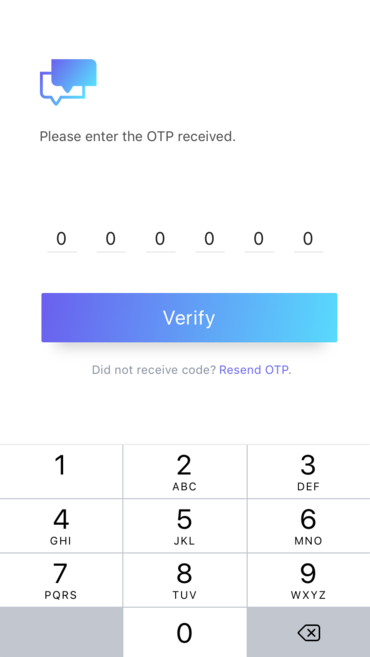 Please enter the OTP received.
0 0 0 0 0 0
Verify
Did not receive code? Resend OTP.
1 2 3
ABC DEF
4 5 6
GHI JKL MNO
7 8 9
PQRS TUV WXYZ
0